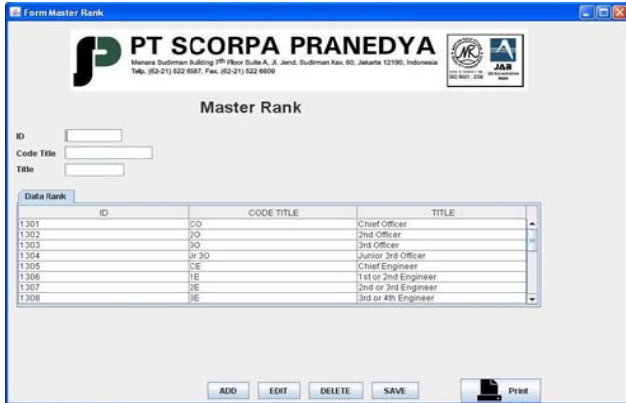 Form Master Rank
PT SCORPA PRANEDYA
Menara Sudirman Building 7th Floor Suite A, Jl. Jend. Sudirman Kav. 60, Jakarta 12190, Indonesia
Telp. (62-21) 522 6587, Fax. (62-21) 522 6609
JAB
Master Rank
ID
Code Title
Title
Data Rank
ID CODE TITLE TITLE
1301 CO Chief Officer
1302 2O 2nd Officer
1303 3O 3rd Officer
1304 Jr 3O Junior 3rd Officer
1305 CE Chief Engineer
1306 1E 1st or 2nd Engineer
1307 2E 2nd or 3rd Engineer
1308 3E 3rd or 4th Engineer
ADD EDIT DELETE SAVE Print